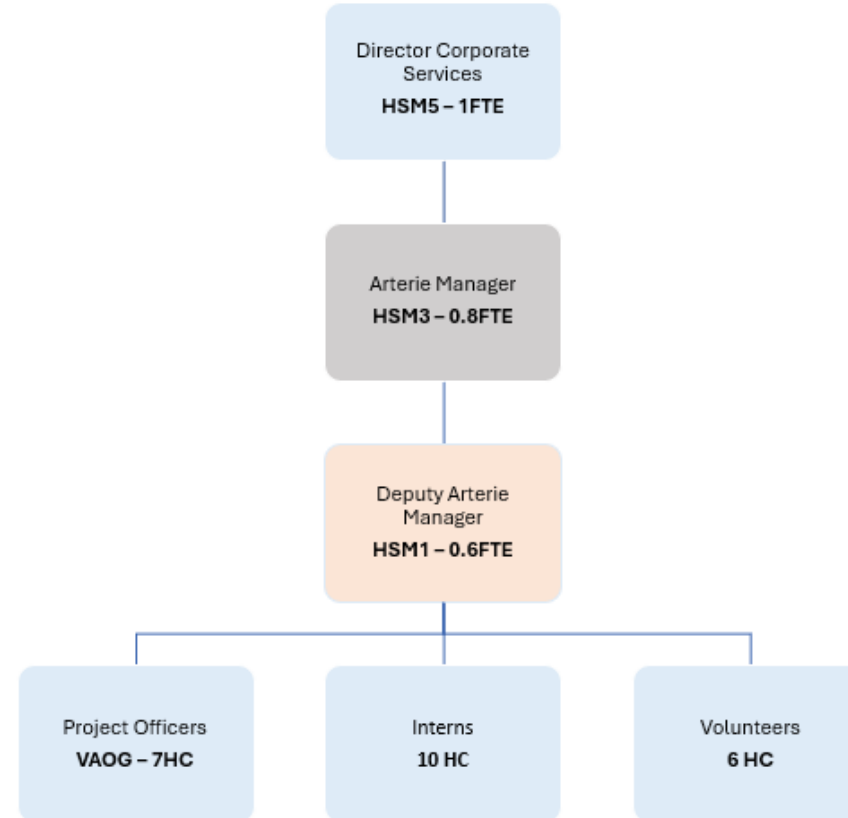 Director Corporate
Services
HSM5 – 1FTE
Arterie Manager
HSM3 – 0.8FTE
Deputy Arterie
Manager
HSM1 – 0.6FTE
Project Officers
VAOG – 7HC
Interns
10 HC
Volunteers
6 HC